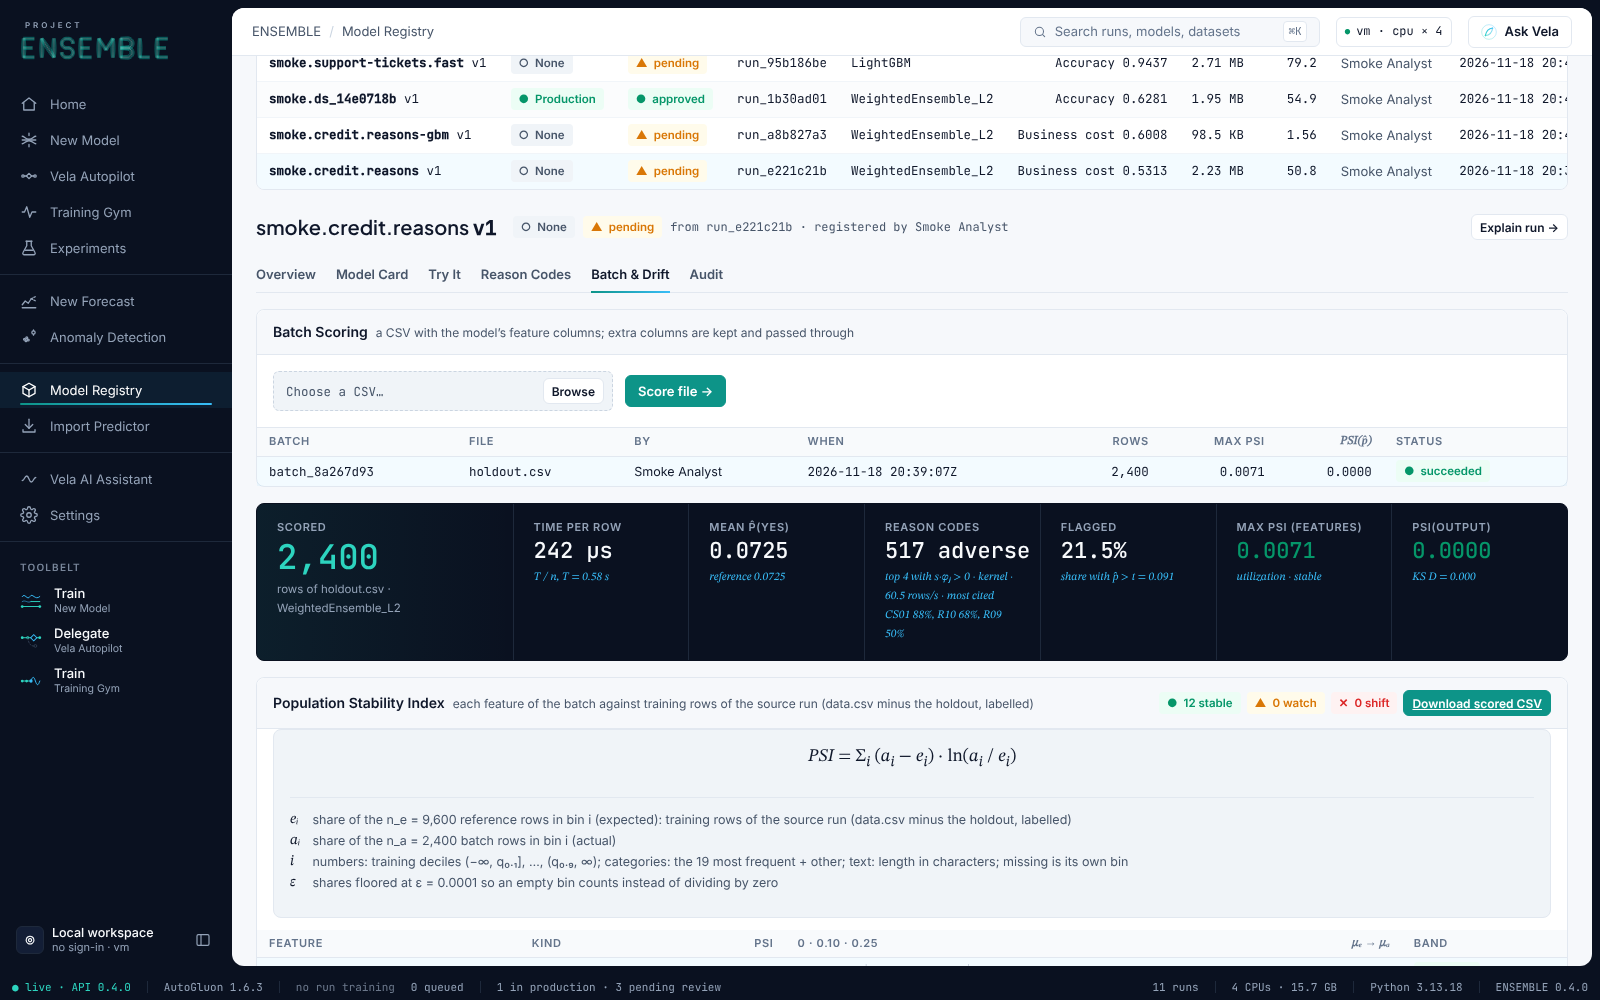 PROJECT
ENSEMBLE
Home
New Model
Vela Autopilot
Training Gym
Experiments
New Forecast
Anomaly Detection
Model Registry
Import Predictor
Vela AI Assistant
Settings
TOOLBELT
Train
New Model
Delegate
Vela Autopilot
Train
Training Gym
Local workspace
no sign-in · vm
ENSEMBLE / Model Registry
Search runs, models, datasets ⌘K
vm · cpu × 4
Ask Vela
smoke.support-tickets.fast v1 None pending run_95b186be LightGBM Accuracy 0.9437 2.71 MB 79.2 Smoke Analyst 2026-11-18 20:4
smoke.ds_14e0718b v1 Production approved run_1b30ad01 WeightedEnsemble_L2 Accuracy 0.6281 1.95 MB 54.9 Smoke Analyst 2026-11-18 20:4
smoke.credit.reasons-gbm v1 None pending run_a8b827a3 WeightedEnsemble_L2 Business cost 0.6008 98.5 KB 1.56 Smoke Analyst 2026-11-18 20:4
smoke.credit.reasons v1 None pending run_e221c21b WeightedEnsemble_L2 Business cost 0.5313 2.23 MB 50.8 Smoke Analyst 2026-11-18 20:3
smoke.credit.reasons v1 None pending from run_e221c21b · registered by Smoke Analyst Explain run →
Overview Model Card Try It Reason Codes Batch & Drift Audit
Batch Scoring a CSV with the model's feature columns; extra columns are kept and passed through
Choose a CSV… Browse Score file →
BATCH FILE BY WHEN ROWS MAX PSI PSI(p̂) STATUS
batch_8a267d93 holdout.csv Smoke Analyst 2026-11-18 20:39:07Z 2,400 0.0071 0.0000 succeeded
SCORED
2,400
rows of holdout.csv ·
WeightedEnsemble_L2
TIME PER ROW
242 µs
T / n, T = 0.58 s
MEAN P̂(YES)
0.0725
reference 0.0725
REASON CODES
517 adverse
top 4 with s·φⱼ > 0 · kernel ·
60.5 rows/s · most cited
CS01 88%, R10 68%, R09
50%
FLAGGED
21.5%
share with p̂ > t = 0.091
MAX PSI (FEATURES)
0.0071
utilization · stable
PSI(OUTPUT)
0.0000
KS D = 0.000
Population Stability Index each feature of the batch against training rows of the source run (data.csv minus the holdout, labelled) 12 stable 0 watch 0 shift Download scored CSV
PSI = Σᵢ (aᵢ − eᵢ) · ln(aᵢ / eᵢ)
eᵢ share of the n_e = 9,600 reference rows in bin i (expected): training rows of the source run (data.csv minus the holdout, labelled)
aᵢ share of the n_a = 2,400 batch rows in bin i (actual)
i numbers: training deciles (−∞, q₀.₁], …, (q₀.₉, ∞); categories: the 19 most frequent + other; text: length in characters; missing is its own bin
ε shares floored at ε = 0.0001 so an empty bin counts instead of dividing by zero
FEATURE KIND PSI 0 · 0.10 · 0.25 μₑ → μₐ BAND
live · API 0.4.0 AutoGluon 1.6.3 no run training 0 queued 1 in production · 3 pending review 11 runs 4 CPUs · 15.7 GB Python 3.13.18 ENSEMBLE 0.4.0